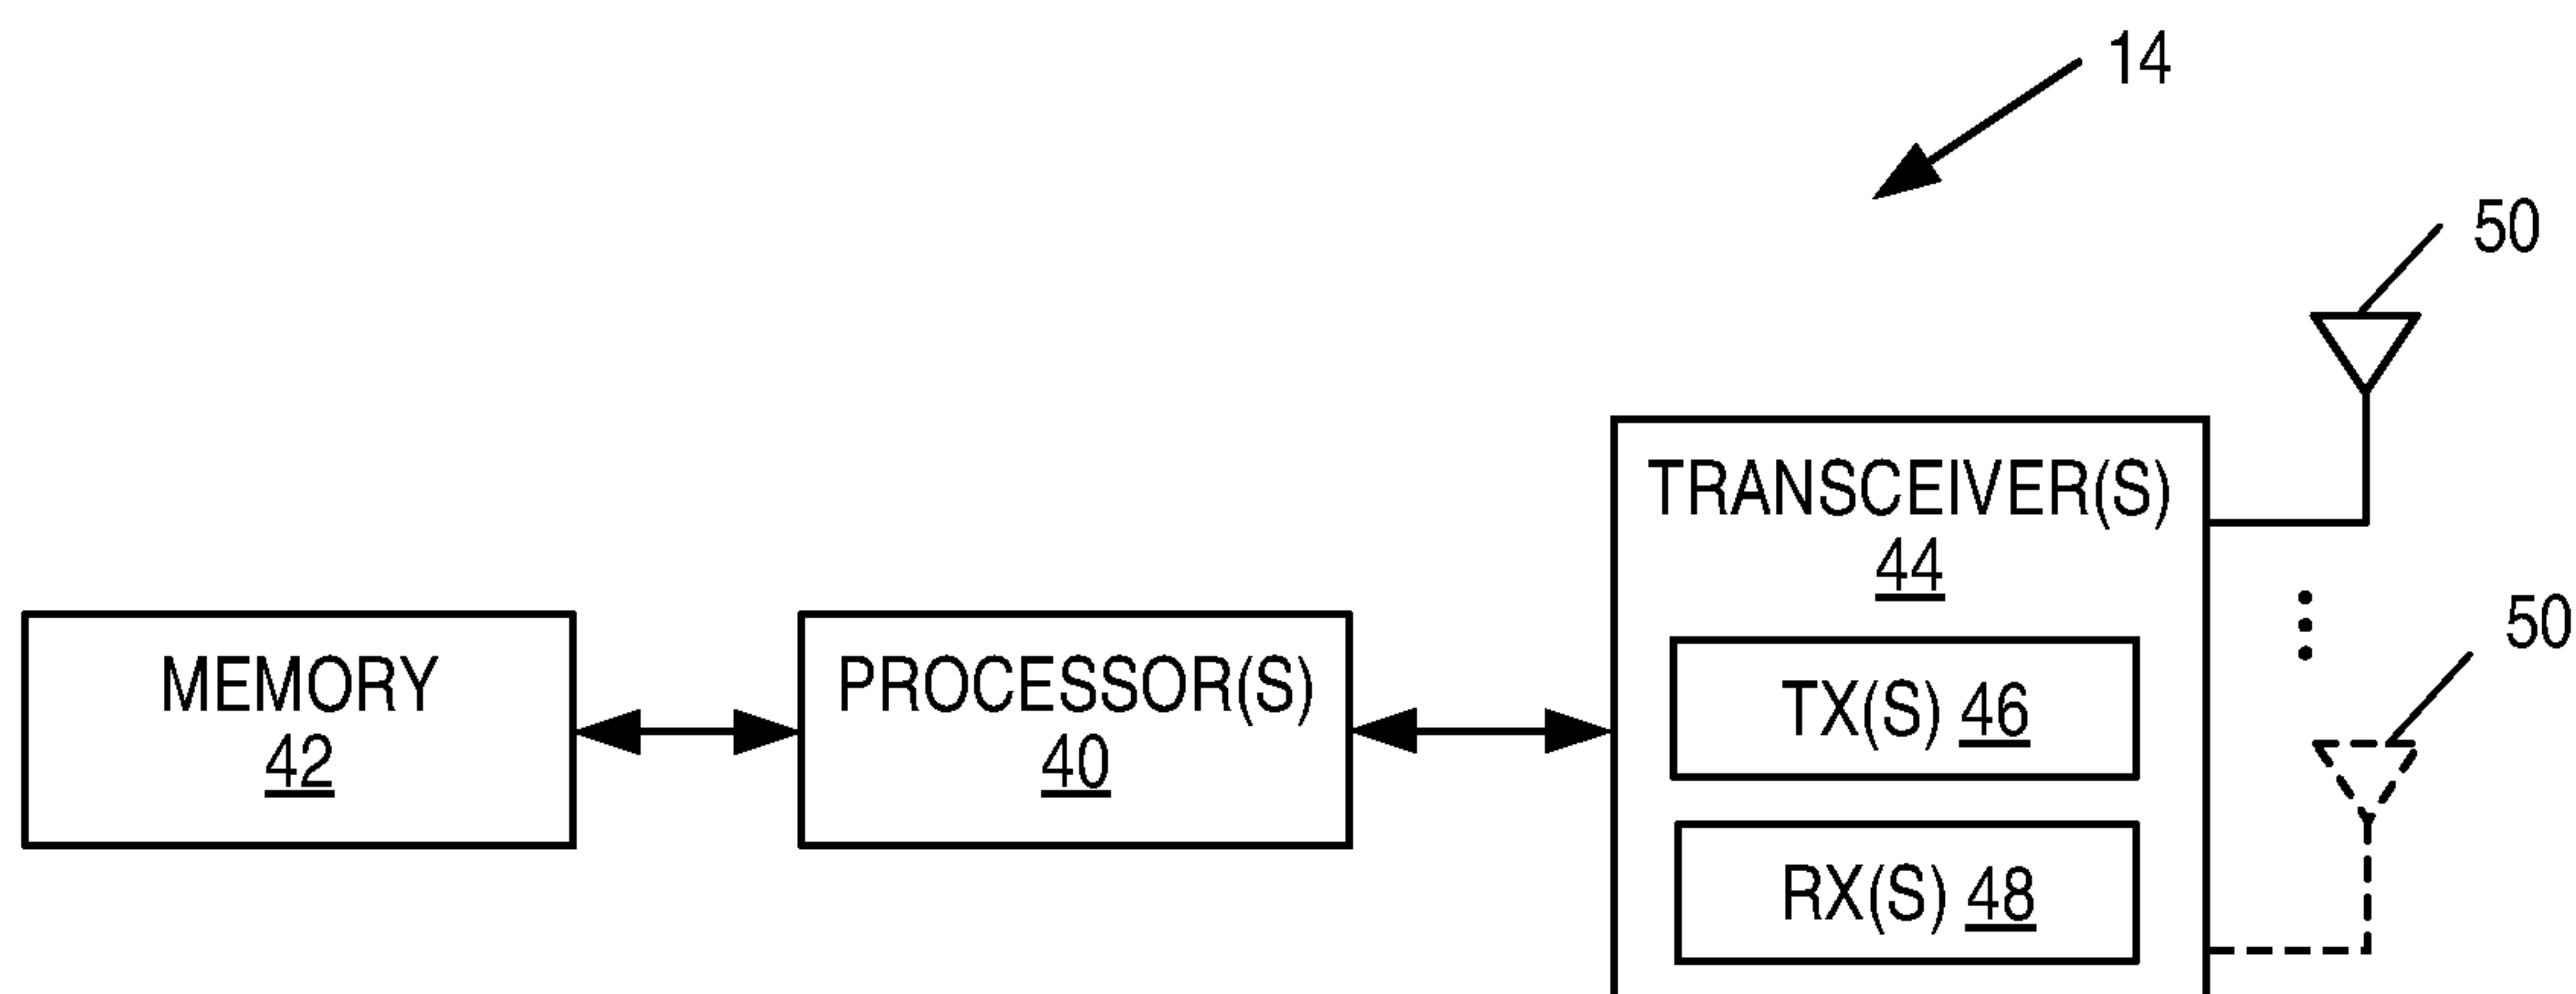 14
50
TRANSCEIVER(S)
44
50
MEMORY
42
PROCESSOR(S)
40
TX(S) 46
RX(S) 48